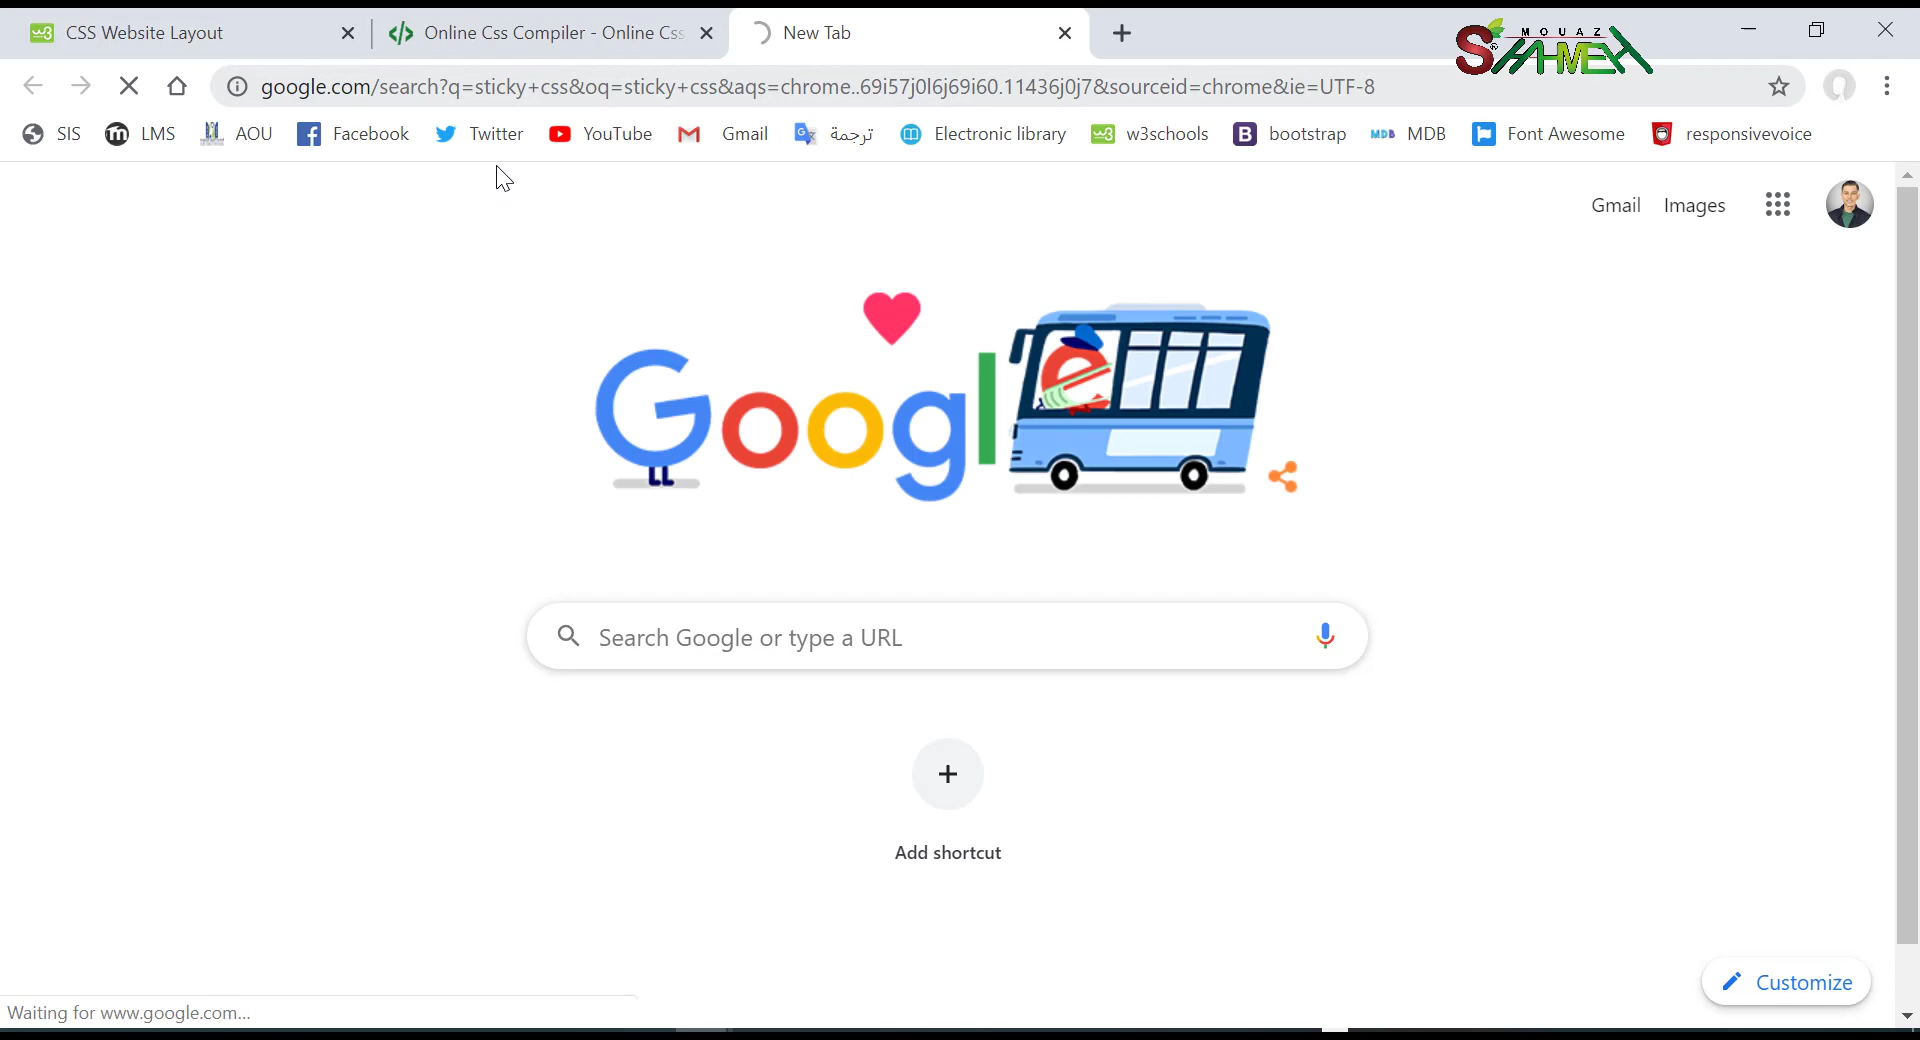 CSS Website Layout
Online Css Compiler - Online Css
New Tab
MOUAZ
google.com/search?q=sticky+css&oq=sticky+css&aqs=chrome..69i57j0l6j69i60.11436j0j7&sourceid=chrome&ie=UTF-8
SIS LMS AOU Facebook Twitter YouTube Gmail ترجمة Electronic library w3schools bootstrap MDB Font Awesome responsivevoice
Gmail Images
Google
Search Google or type a URL
Add shortcut
Customize
Waiting for www.google.com...